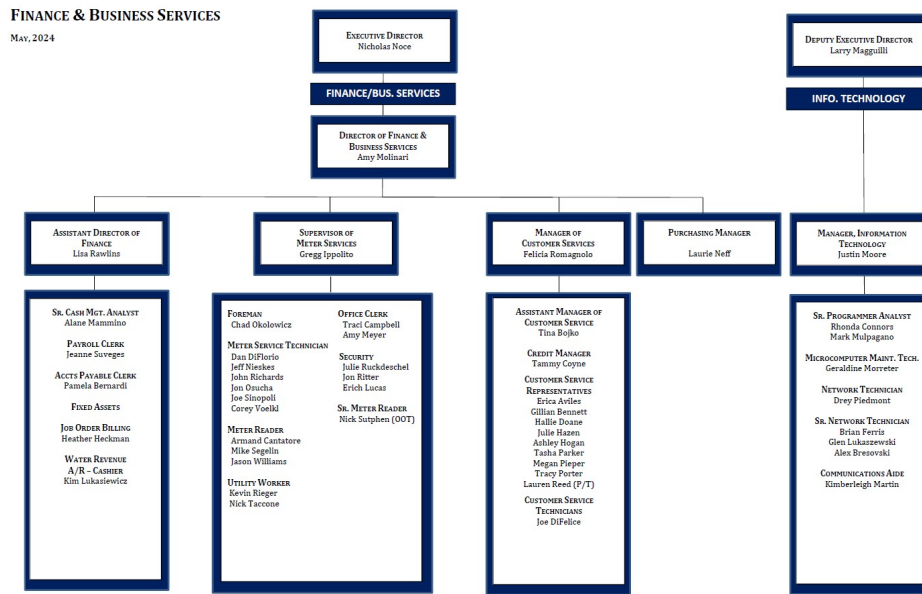 FINANCE & BUSINESS SERVICES
MAY, 2024
EXECUTIVE DIRECTOR
Nicholas Noce
FINANCE/BUS. SERVICES
DIRECTOR OF FINANCE &
BUSINESS SERVICES
Amy Molinari
DEPUTY EXECUTIVE DIRECTOR
Larry Magguilli
INFO. TECHNOLOGY
ASSISTANT DIRECTOR OF
FINANCE
Lisa Rawlins
SUPERVISOR OF
METER SERVICES
Gregg Ippolito
MANAGER OF
CUSTOMER SERVICES
Felicia Romagnolo
PURCHASING MANAGER
Laurie Neff
MANAGER, INFORMATION
TECHNOLOGY
Justin Moore
SR. CASH MGT. ANALYST
Alane Mammino
PAYROLL CLERK
Jeanne Suveges
ACCTS PAYABLE CLERK
Pamela Bernardi
FIXED ASSETS
JOB ORDER BILLING
Heather Heckman
WATER REVENUE
A/R – CASHIER
Kim Lukasiewicz
FOREMAN
Chad Okolowicz
METER SERVICE TECHNICIAN
Dan DiFlorio
Jeff Nieskes
John Richards
Jon Osucha
Joe Sinopoli
Corey Voelkl
METER READER
Armand Cantatore
Mike Segelin
Jason Williams
UTILITY WORKER
Kevin Rieger
Nick Taccone
OFFICE CLERK
Traci Campbell
Amy Meyer
SECURITY
Julie Ruckdeschel
Jon Ritter
Erich Lucas
SR. METER READER
Nick Sutphen (OOT)
ASSISTANT MANAGER OF
CUSTOMER SERVICE
Tina Bojko
CREDIT MANAGER
Tammy Coyne
CUSTOMER SERVICE
REPRESENTATIVES
Erica Aviles
Gillian Bennett
Hallie Doane
Julie Hazen
Ashley Hogan
Tasha Parker
Megan Pieper
Tracy Porter
Lauren Reed (P/T)
CUSTOMER SERVICE
TECHNICIANS
Joe DiFelice
SR. PROGRAMMER ANALYST
Rhonda Connors
Mark Mulpagano
MICROCOMPUTER MAINT. TECH.
Geraldine Morreter
NETWORK TECHNICIAN
Drey Piedmont
SR. NETWORK TECHNICIAN
Brian Ferris
Glen Lukaszewski
Alex Bresovski
COMMUNICATIONS AIDE
Kimberleigh Martin